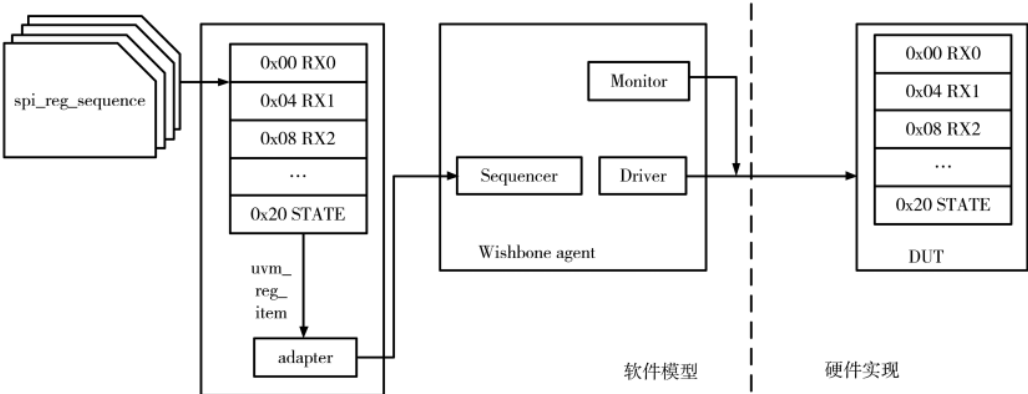 spi_reg_sequence
0x00 RX0
0x04 RX1
0x08 RX2
…
0x20 STATE
uvm_
reg_
item
adapter
Monitor
Sequencer
Driver
Wishbone agent
软件模型
0x00 RX0
0x04 RX1
0x08 RX2
…
0x20 STATE
DUT
硬件实现